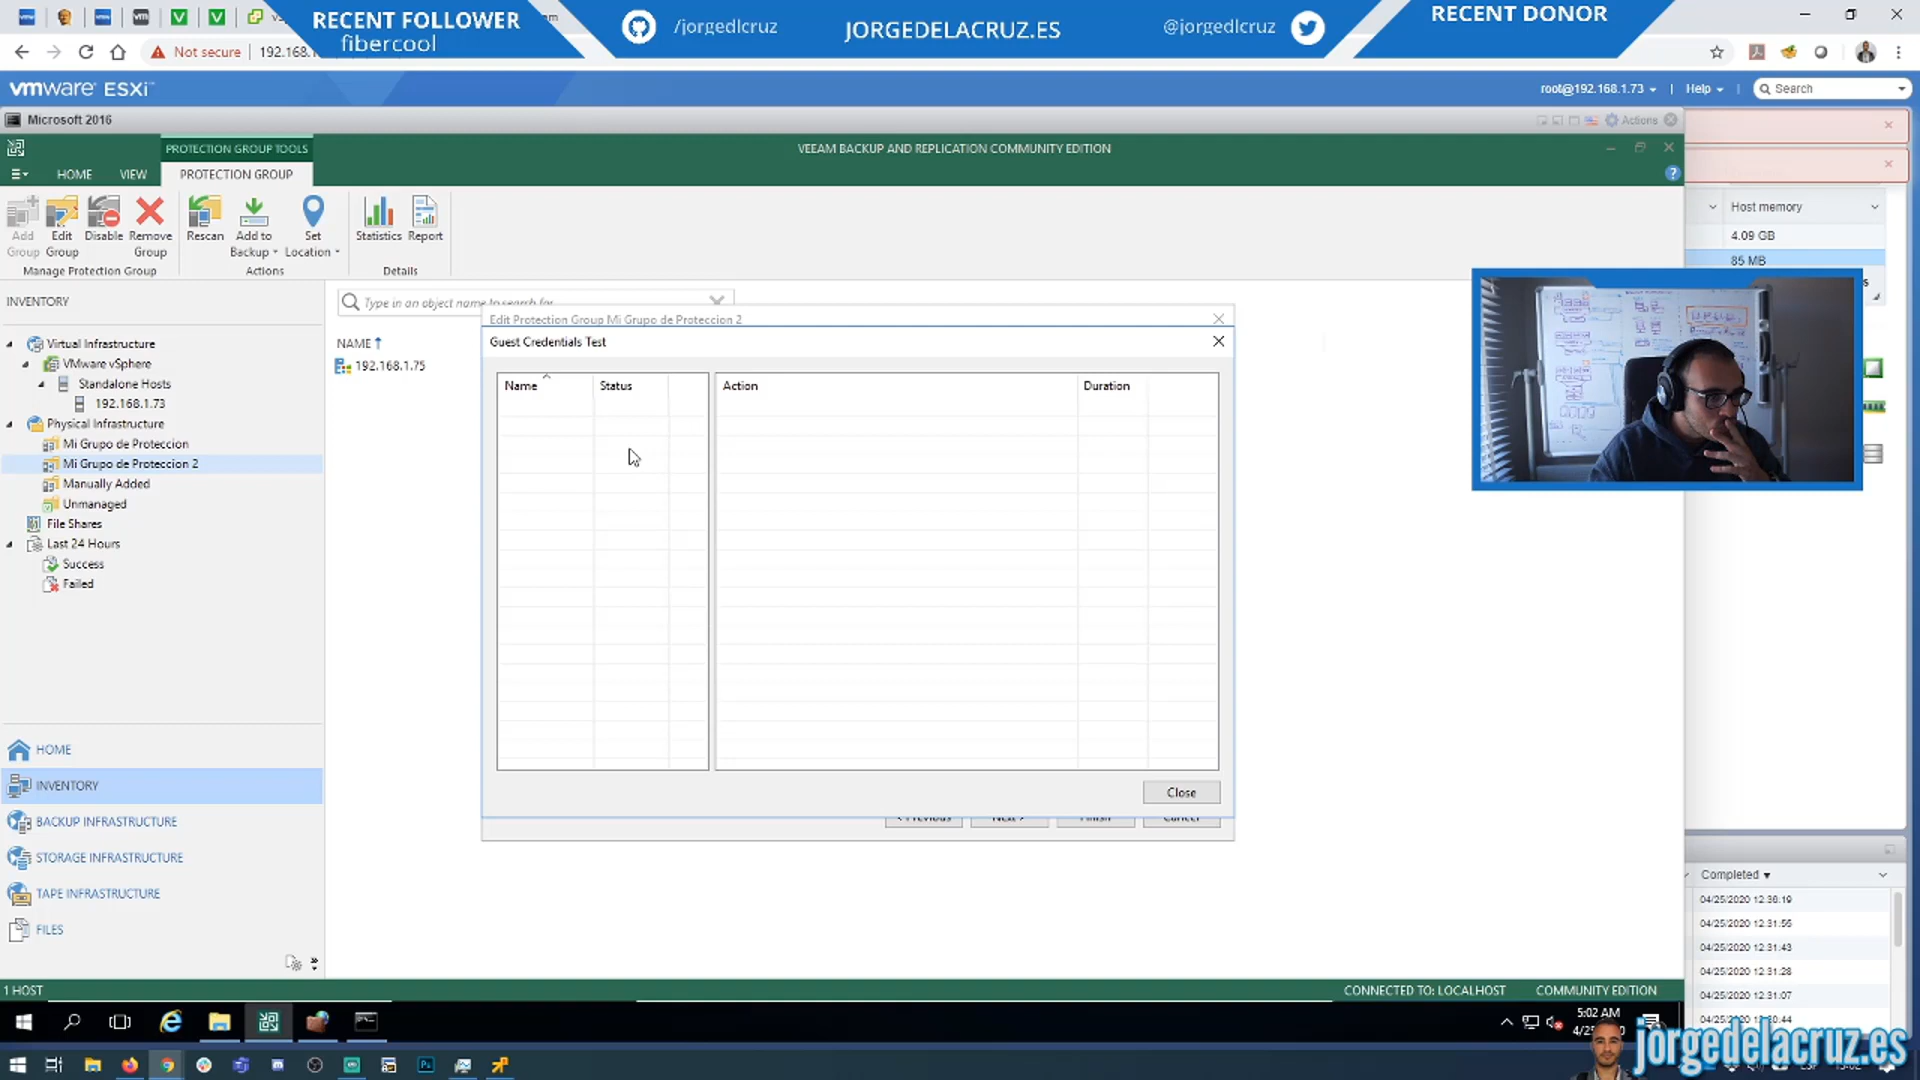 RECENT FOLLOWER
fibercool
/jorgedlcruz
JORGEDELACRUZ.ES
@jorgedlcruz
RECENT DONOR
Not secure
192.168.1
vmware ESXi
root@192.168.1.73
Help
Search
Microsoft 2016
Actions
PROTECTION GROUP TOOLS
VEEAM BACKUP AND REPLICATION COMMUNITY EDITION
HOME
VIEW
PROTECTION GROUP
Add Group
Edit Group
Disable
Remove Group
Rescan
Add to Backup
Set Location
Statistics
Report
Manage Protection Group
Actions
Details
Host memory
4.09 GB
85 MB
INVENTORY
Type in an object name to search for
NAME
192.168.1.75
Virtual Infrastructure
VMware vSphere
Standalone Hosts
192.168.1.73
Physical Infrastructure
Mi Grupo de Proteccion
Mi Grupo de Proteccion 2
Manually Added
Unmanaged
File Shares
Last 24 Hours
Success
Failed
Edit Protection Group Mi Grupo de Proteccion 2
Guest Credentials Test
Name
Status
Action
Duration
Close
< Previous
Next >
Finish
Cancel
HOME
INVENTORY
BACKUP INFRASTRUCTURE
STORAGE INFRASTRUCTURE
TAPE INFRASTRUCTURE
FILES
Completed
04/25/2020 12:36:19
04/25/2020 12:31:55
04/25/2020 12:31:43
04/25/2020 12:31:28
04/25/2020 12:31:07
1 HOST
CONNECTED TO: LOCALHOST
COMMUNITY EDITION
5:02 AM
jorgedelacruz.es